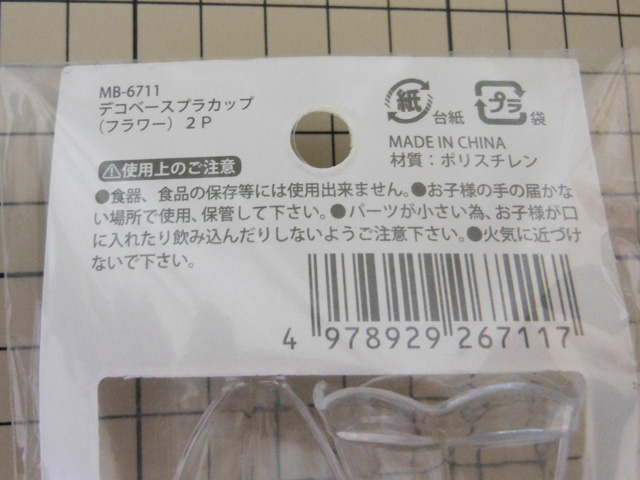 MB-6711
デコベースプラカップ
(フラワー) 2P
紙 台紙
プラ 袋
MADE IN CHINA
材質:ポリスチレン
使用上のご注意
●食器、食品の保存等には使用出来ません。●お子様の手の届かな
い場所で使用、保管して下さい。●パーツが小さい為、お子様が口
に入れたり飲み込んだりしないようご注意下さい。●火気に近づけ
ないで下さい。
4 978929 267117